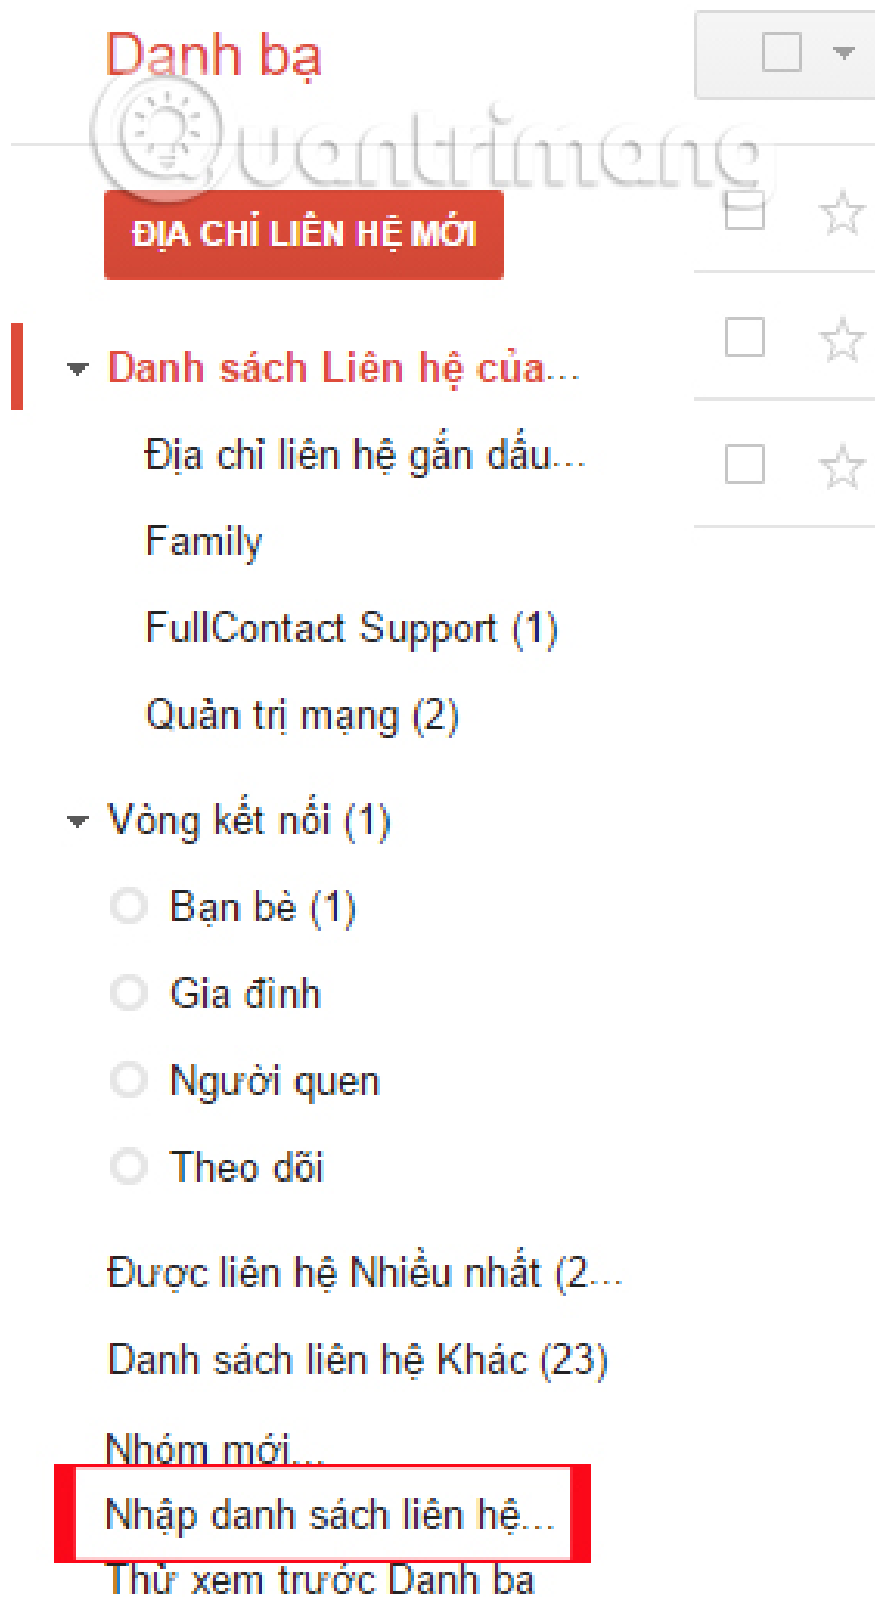 Danh bạ
Quantrimang
ĐỊA CHỈ LIÊN HỆ MỚI
Danh sách Liên hệ của...
Địa chỉ liên hệ gắn dấu...
Family
FullContact Support (1)
Quản trị mạng (2)
Vòng kết nối (1)
Bạn bè (1)
Gia đình
Người quen
Theo dõi
Được liên hệ Nhiều nhất (2...
Danh sách liên hệ Khác (23)
Nhóm mới...
Nhập danh sách liên hệ...
Thử xem trước Danh bạ